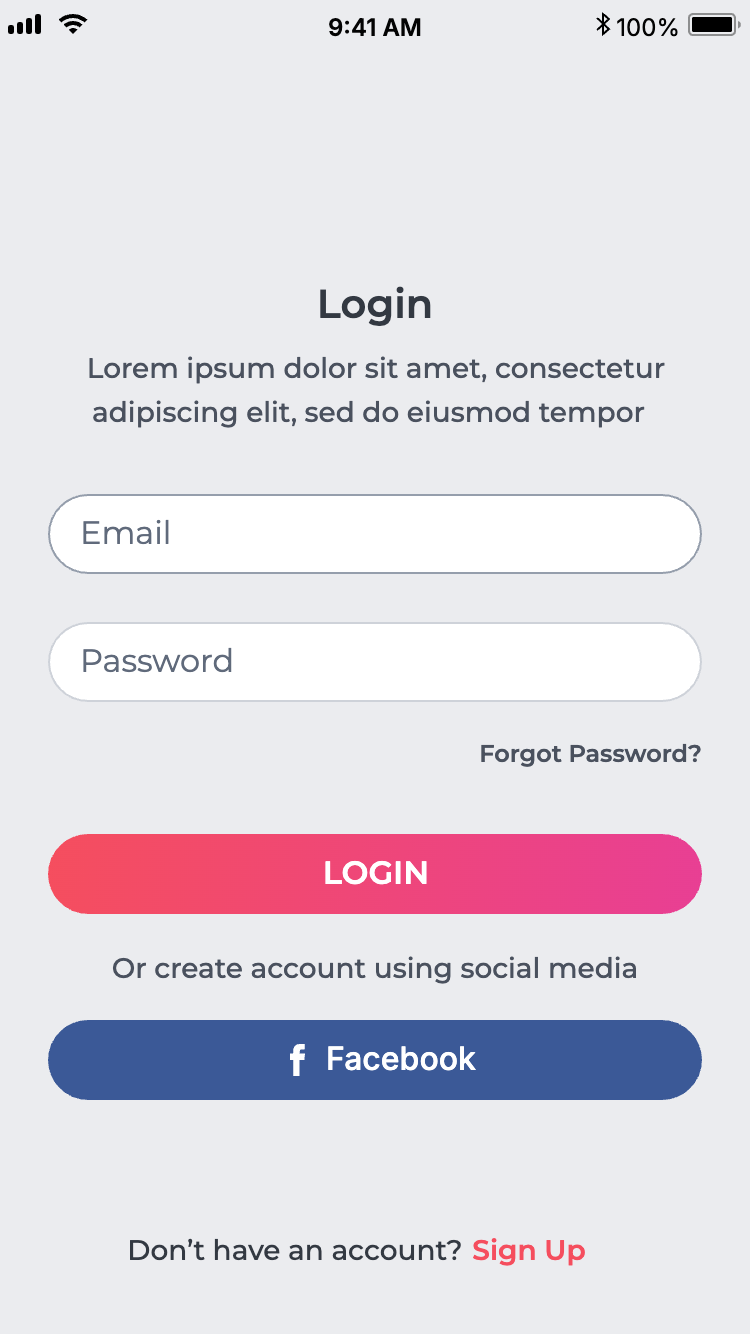 9:41 AM 100%
Login
Lorem ipsum dolor sit amet, consectetur
adipiscing elit, sed do eiusmod tempor
Email
Password
Forgot Password?
LOGIN
Or create account using social media
f Facebook
Don’t have an account? Sign Up